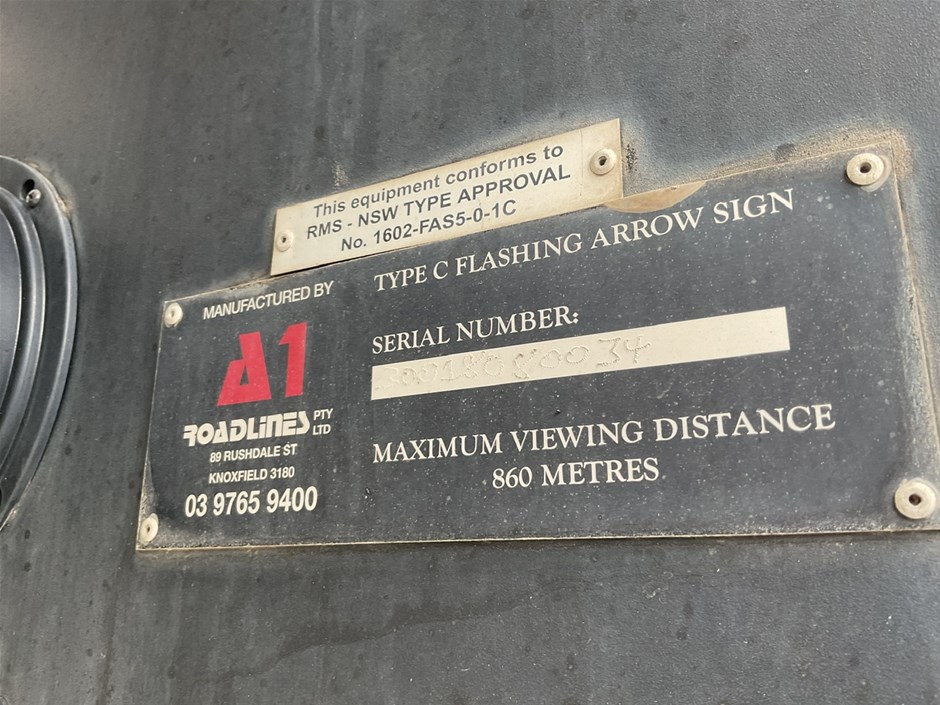 This equipment conforms to
RMS - NSW TYPE APPROVAL
No. 1602-FAS5-0-1C
TYPE C FLASHING ARROW SIGN
MANUFACTURED BY
A1
ROADLINES PTY LTD
89 RUSHDALE ST
KNOXFIELD 3180
03 9765 9400
SERIAL NUMBER:
MAXIMUM VIEWING DISTANCE
860 METRES